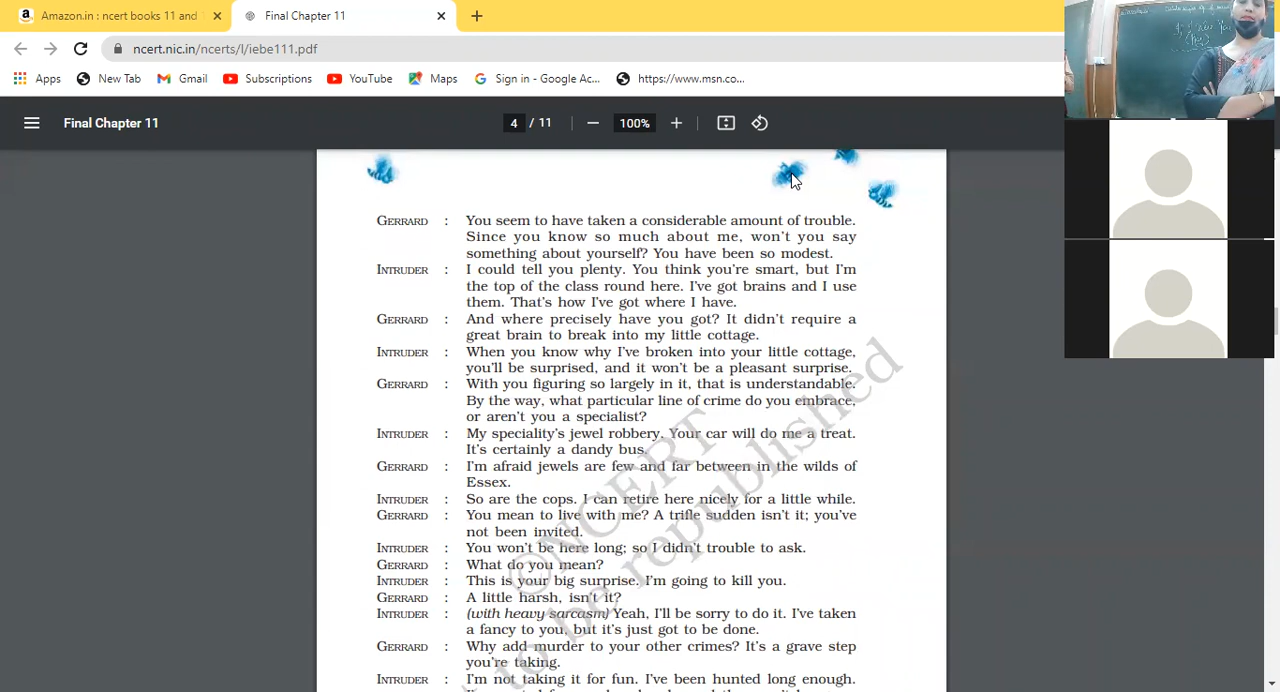 Amazon.in : ncert books 11 and
Final Chapter 11
ncert.nic.in/ncerts/l/iebe111.pdf
Apps New Tab Gmail Subscriptions YouTube Maps Sign in - Google Ac... https://www.msn.co...
Final Chapter 11 4 / 11 100%
GERRARD : You seem to have taken a considerable amount of trouble.
Since you know so much about me, won't you say
something about yourself? You have been so modest.
INTRUDER : I could tell you plenty. You think you're smart, but I'm
the top of the class round here. I've got brains and I use
them. That's how I've got where I have.
GERRARD : And where precisely have you got? It didn't require a
great brain to break into my little cottage.
INTRUDER : When you know why I've broken into your little cottage,
you'll be surprised, and it won't be a pleasant surprise.
GERRARD : With you figuring so largely in it, that is understandable.
By the way, what particular line of crime do you embrace,
or aren't you a specialist?
INTRUDER : My speciality's jewel robbery. Your car will do me a treat.
It's certainly a dandy bus.
GERRARD : I'm afraid jewels are few and far between in the wilds of
Essex.
INTRUDER : So are the cops. I can retire here nicely for a little while.
GERRARD : You mean to live with me? A trifle sudden isn't it; you've
not been invited.
INTRUDER : You won't be here long; so I didn't trouble to ask.
GERRARD : What do you mean?
INTRUDER : This is your big surprise. I'm going to kill you.
GERRARD : A little harsh, isn't it?
INTRUDER : (with heavy sarcasm) Yeah, I'll be sorry to do it. I've taken
a fancy to you, but it's just got to be done.
GERRARD : Why add murder to your other crimes? It's a grave step
you're taking.
INTRUDER : I'm not taking it for fun. I've been hunted long enough.
©NCERT
to be republished